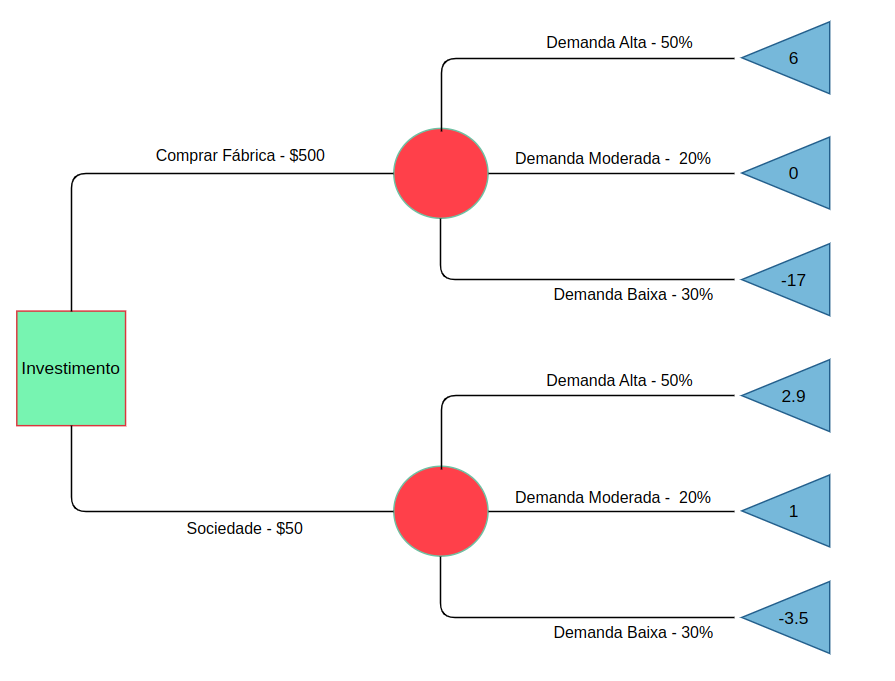 Demanda Alta - 50%
6
Comprar Fábrica - $500
Demanda Moderada -  20%
0
-17
Demanda Baixa - 30%
Investimento
Demanda Alta - 50%
2.9
Demanda Moderada -  20%
1
Sociedade - $50
-3.5
Demanda Baixa - 30%